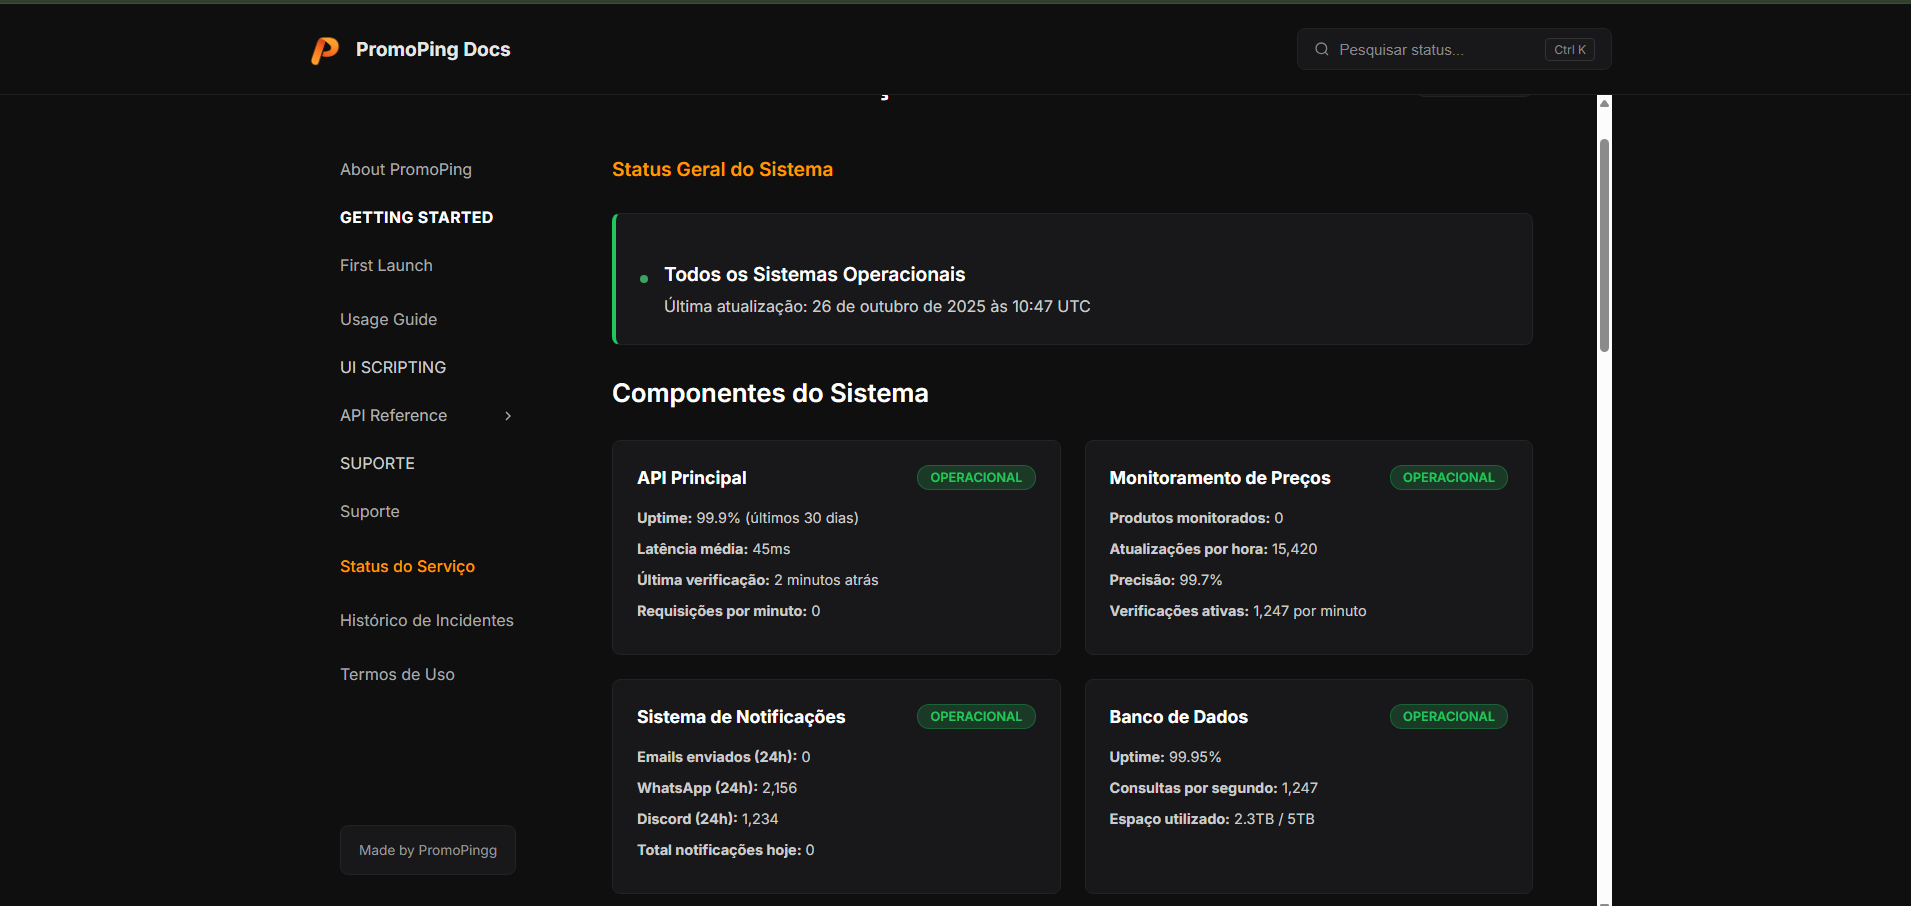 PromoPing Docs
Pesquisar status...
Ctrl K
About PromoPing
GETTING STARTED
First Launch
Usage Guide
UI SCRIPTING
API Reference
SUPORTE
Suporte
Status do Serviço
Histórico de Incidentes
Termos de Uso
Made by PromoPingg
Status Geral do Sistema
Todos os Sistemas Operacionais
Última atualização: 26 de outubro de 2025 às 10:47 UTC
Componentes do Sistema
API Principal
OPERACIONAL
Uptime: 99.9% (últimos 30 dias)
Latência média: 45ms
Última verificação: 2 minutos atrás
Requisições por minuto: 0
Monitoramento de Preços
OPERACIONAL
Produtos monitorados: 0
Atualizações por hora: 15,420
Precisão: 99.7%
Verificações ativas: 1,247 por minuto
Sistema de Notificações
OPERACIONAL
Emails enviados (24h): 0
WhatsApp (24h): 2,156
Discord (24h): 1,234
Total notificações hoje: 0
Banco de Dados
OPERACIONAL
Uptime: 99.95%
Consultas por segundo: 1,247
Espaço utilizado: 2.3TB / 5TB